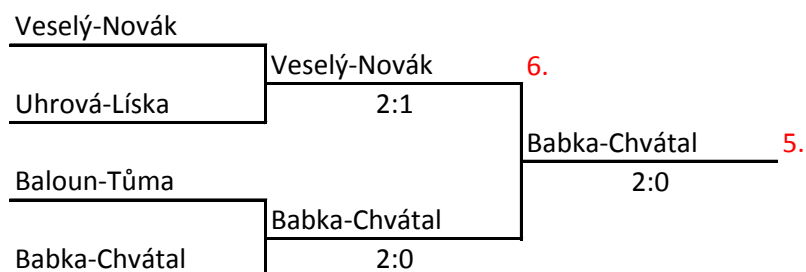 Veselý-Novák
Veselý-Novák 6.
Uhrová-Líska 2:1
Babka-Chvátal 5.
Baloun-Tůma 2:0
Babka-Chvátal
Babka-Chvátal 2:0